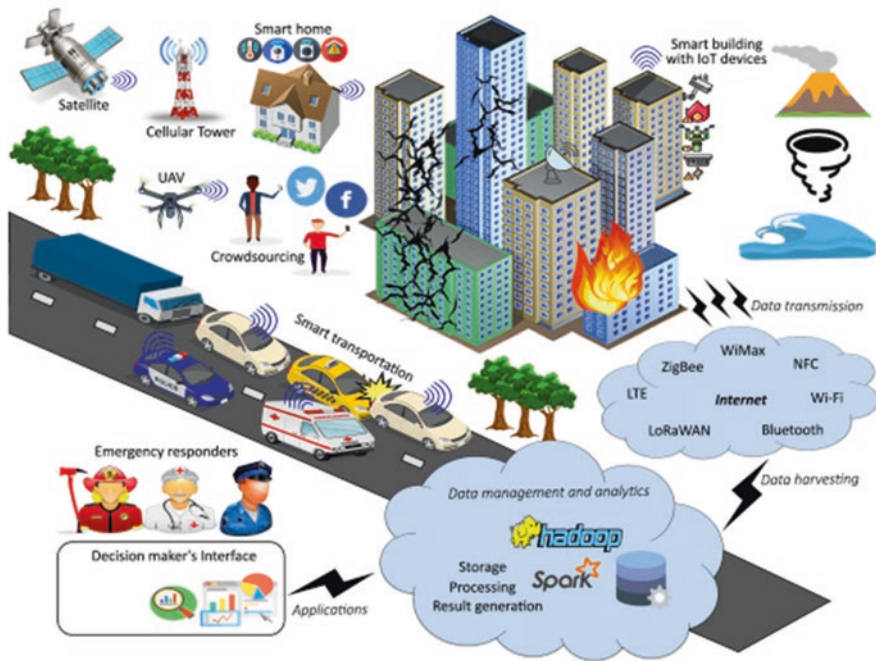 Satellite
Cellular Tower
Smart home
Smart building
with IoT devices
UAV
Crowdsourcing
Smart transportation
POLICE
Data transmission
WiMax
ZigBee
NFC
LTE
Internet
Wi-Fi
LoRaWAN
Bluetooth
Data harvesting
Emergency responders
Data management and analytics
hadoop
Spark
Storage
Processing
Result generation
Decision maker's Interface
Applications